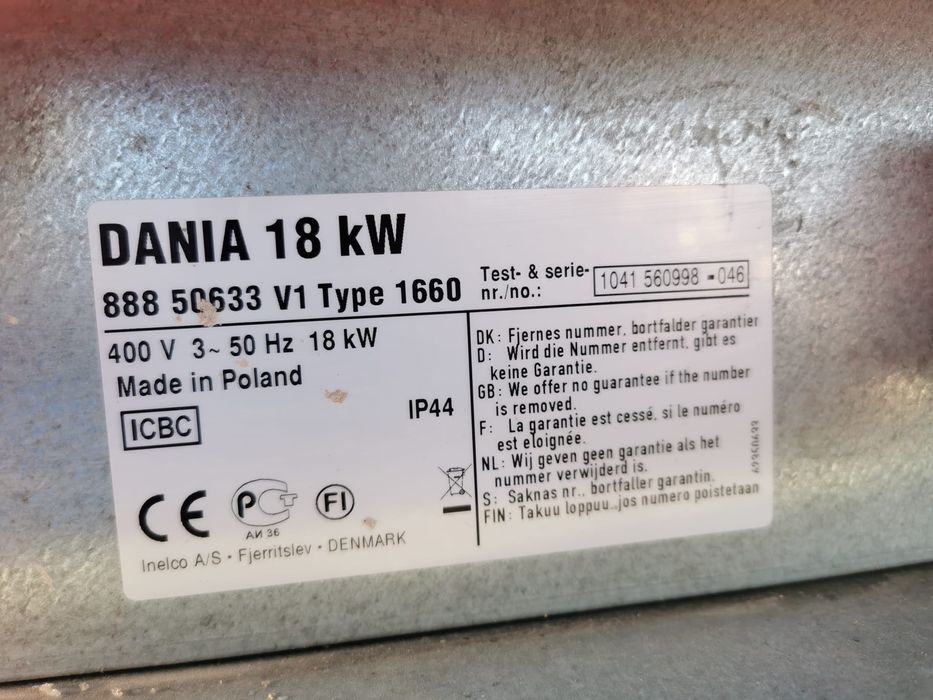 DANIA 18 kW
888 50633 V1 Type 1660
Test- & serie-
nr./no.:
1041 560998 -046
400 V 3~ 50 Hz 18 kW
Made in Poland
IP44
ICBC
CE PCT FI
АИ 36
Inelco A/S · Fjerritslev · DENMARK
DK: Fjernes nummer, bortfalder garantier
D: Wird die Nummer entfernt, gibt es
keine Garantie.
GB: We offer no guarantee if the number
is removed.
F: La garantie est cessé, si le numéro
est eloignée.
NL: Wij geven geen garantie als het
nummer verwijderd is.
S: Saknas nr., bortfaller garantin.
FIN: Takuu loppuu..jos numero poistetaan